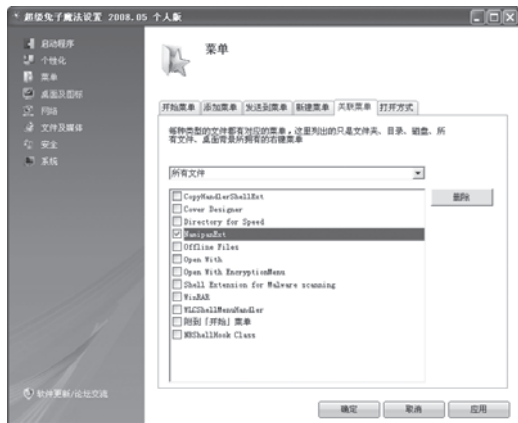 超级兔子魔法设置 2008.05 个人版
启动程序
个性化
菜单
桌面及图标
网络
文件及媒体
安全
系统
软件更新/论坛交流
菜单
开始菜单 添加菜单 发送到菜单 新建菜单 关联菜单 打开方式
每种类型的文件都有对应的菜单，这里列出的只是文件夹、目录、磁盘、所
有文件、桌面背景所拥有的右键菜单
所有文件
删除
CopyHandlerShellExt
Cover Designer
Directory for Speed
NamipanExt
Offline Files
Open With
Open With EncryptionMenu
Shell Extension for Malware scanning
WinRAR
WLCShellMenuHandler
附到「开始」菜单
确定 取消 应用